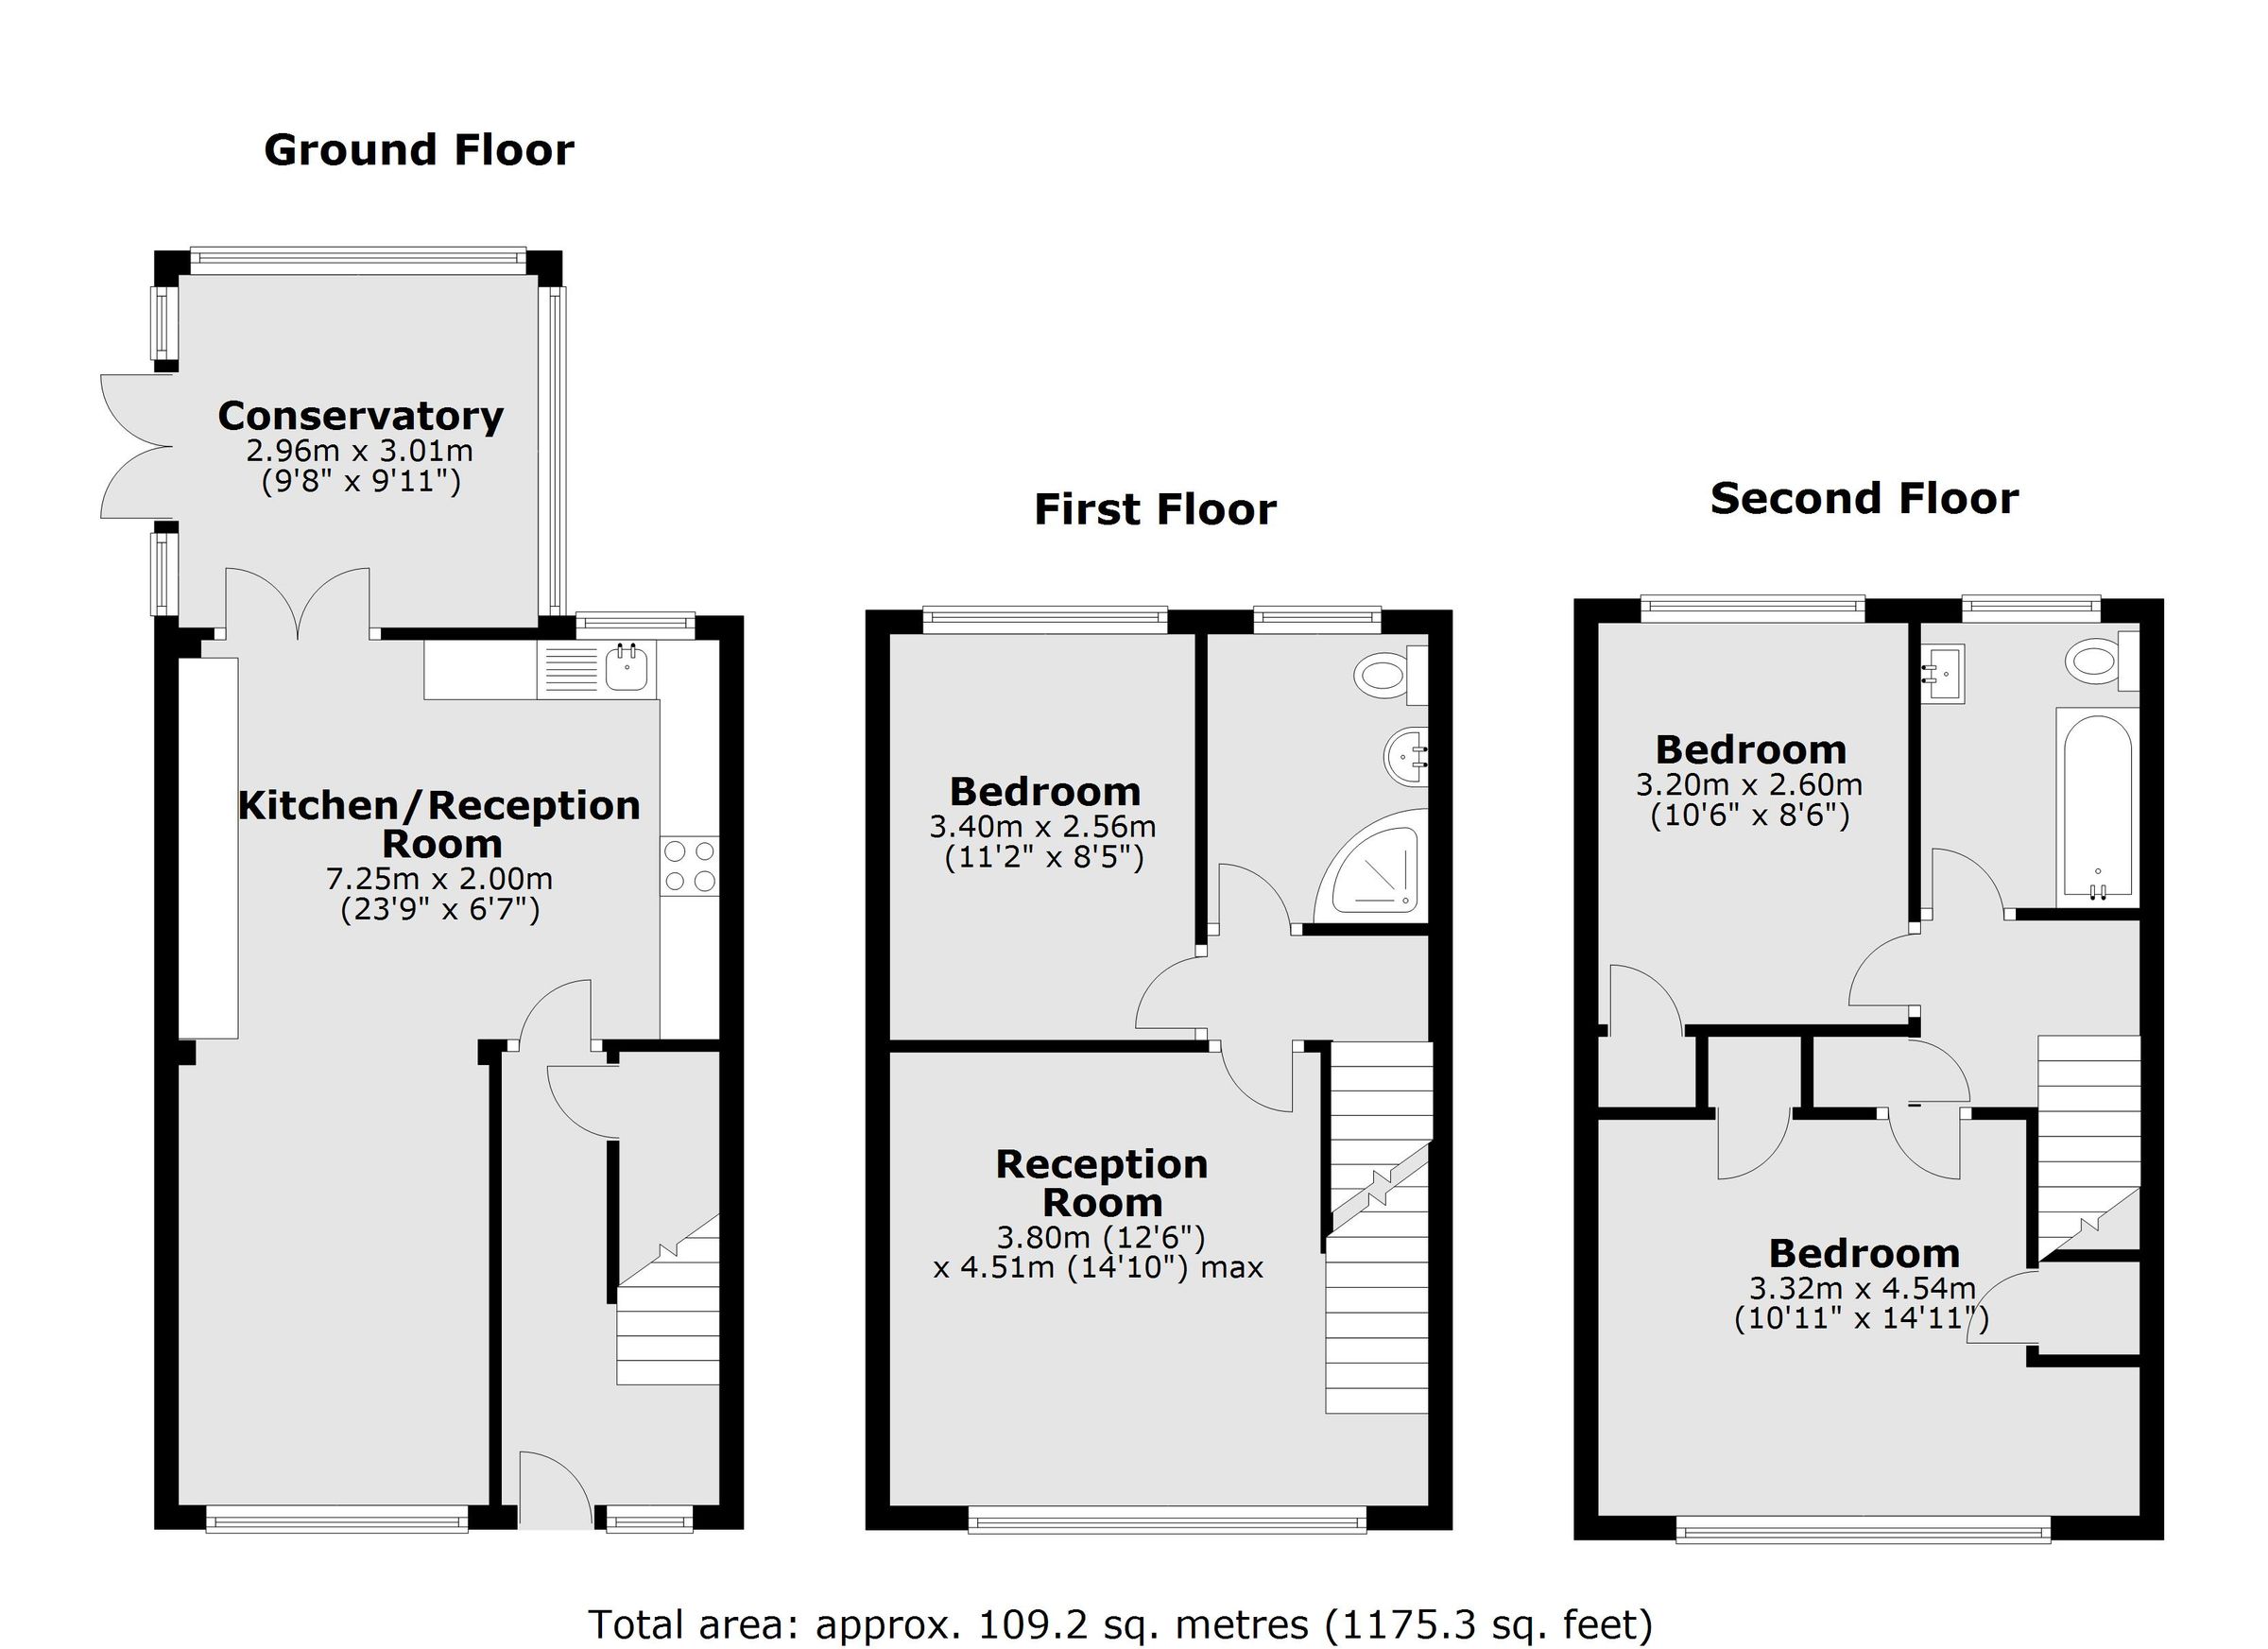 Ground Floor
Conservatory
2.96m x 3.01m
(9'8" x 9'11")
Kitchen/Reception
Room
7.25m x 2.00m
(23'9" x 6'7")
First Floor
Bedroom
3.40m x 2.56m
(11'2" x 8'5")
Reception
Room
3.80m (12'6")
x 4.51m (14'10") max
Second Floor
Bedroom
3.20m x 2.60m
(10'6" x 8'6")
Bedroom
3.32m x 4.54m
(10'11" x 14'11")
Total area: approx. 109.2 sq. metres (1175.3 sq. feet)